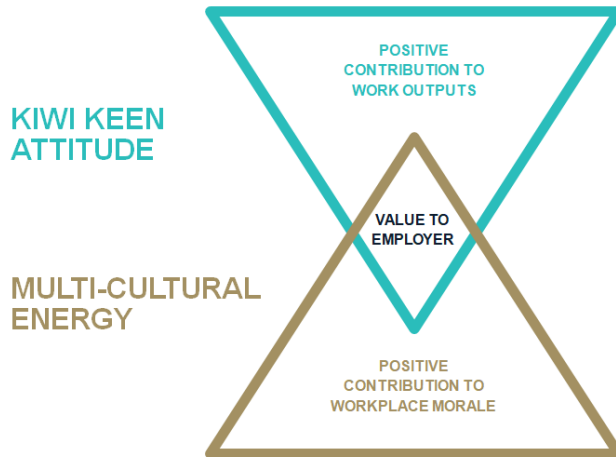 POSITIVE
CONTRIBUTION TO
WORK OUTPUTS
KIWI KEEN
ATTITUDE
VALUE TO
EMPLOYER
MULTI-CULTURAL
ENERGY
POSITIVE
CONTRIBUTION TO
WORKPLACE MORALE